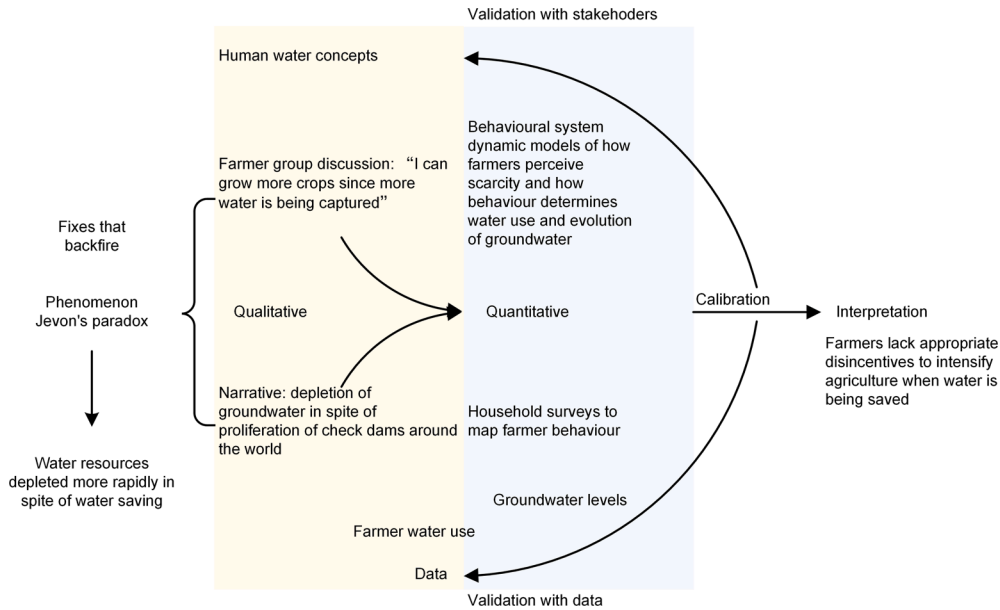 Validation with stakehoders
Human water concepts
Behavioural system
dynamic models of how
farmers perceive
scarcity and how
behaviour determines
water use and evolution
of groundwater
Farmer group discussion: “I can
grow more crops since more
water is being captured”
Fixes that
backfire
Phenomenon
Jevon's paradox
Qualitative
Quantitative
Calibration
Interpretation
Farmers lack appropriate
disincentives to intensify
agriculture when water is
being saved
Narrative: depletion of
groundwater in spite of
proliferation of check dams around
the world
Household surveys to
map farmer behaviour
Water resources
depleted more rapidly in
spite of water saving
Groundwater levels
Farmer water use
Data
Validation with data